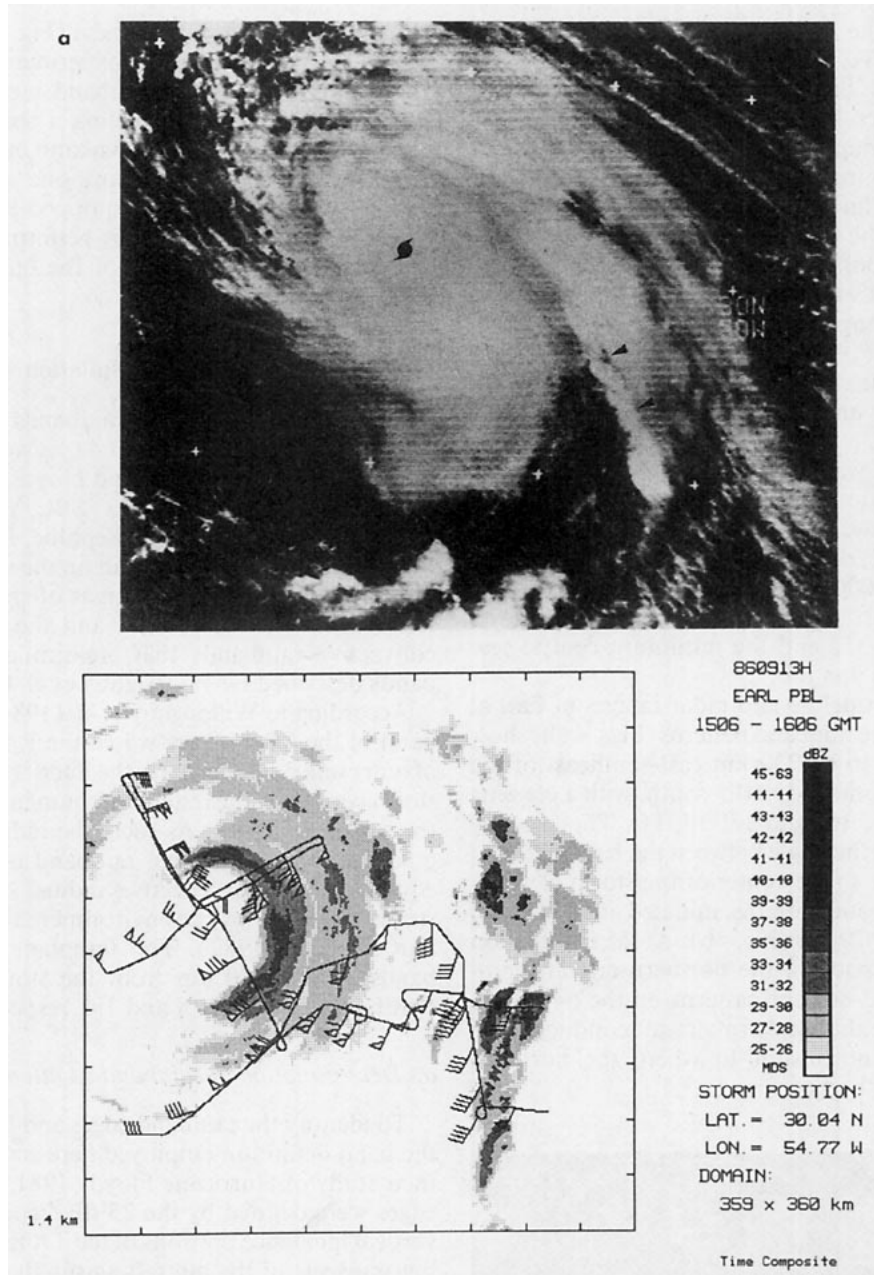 a
860913H
EARL PBL
1506 - 1606 GMT
dBZ
45-63
44-44
43-43
42-42
41-41
40-40
39-39
37-38
35-36
33-34
31-32
29-30
27-28
25-26
MDS
STORM POSITION:
LAT.= 30.04 N
LON.= 54.77 W
DOMAIN:
359 x 360 km
1.4 km
Time Composite